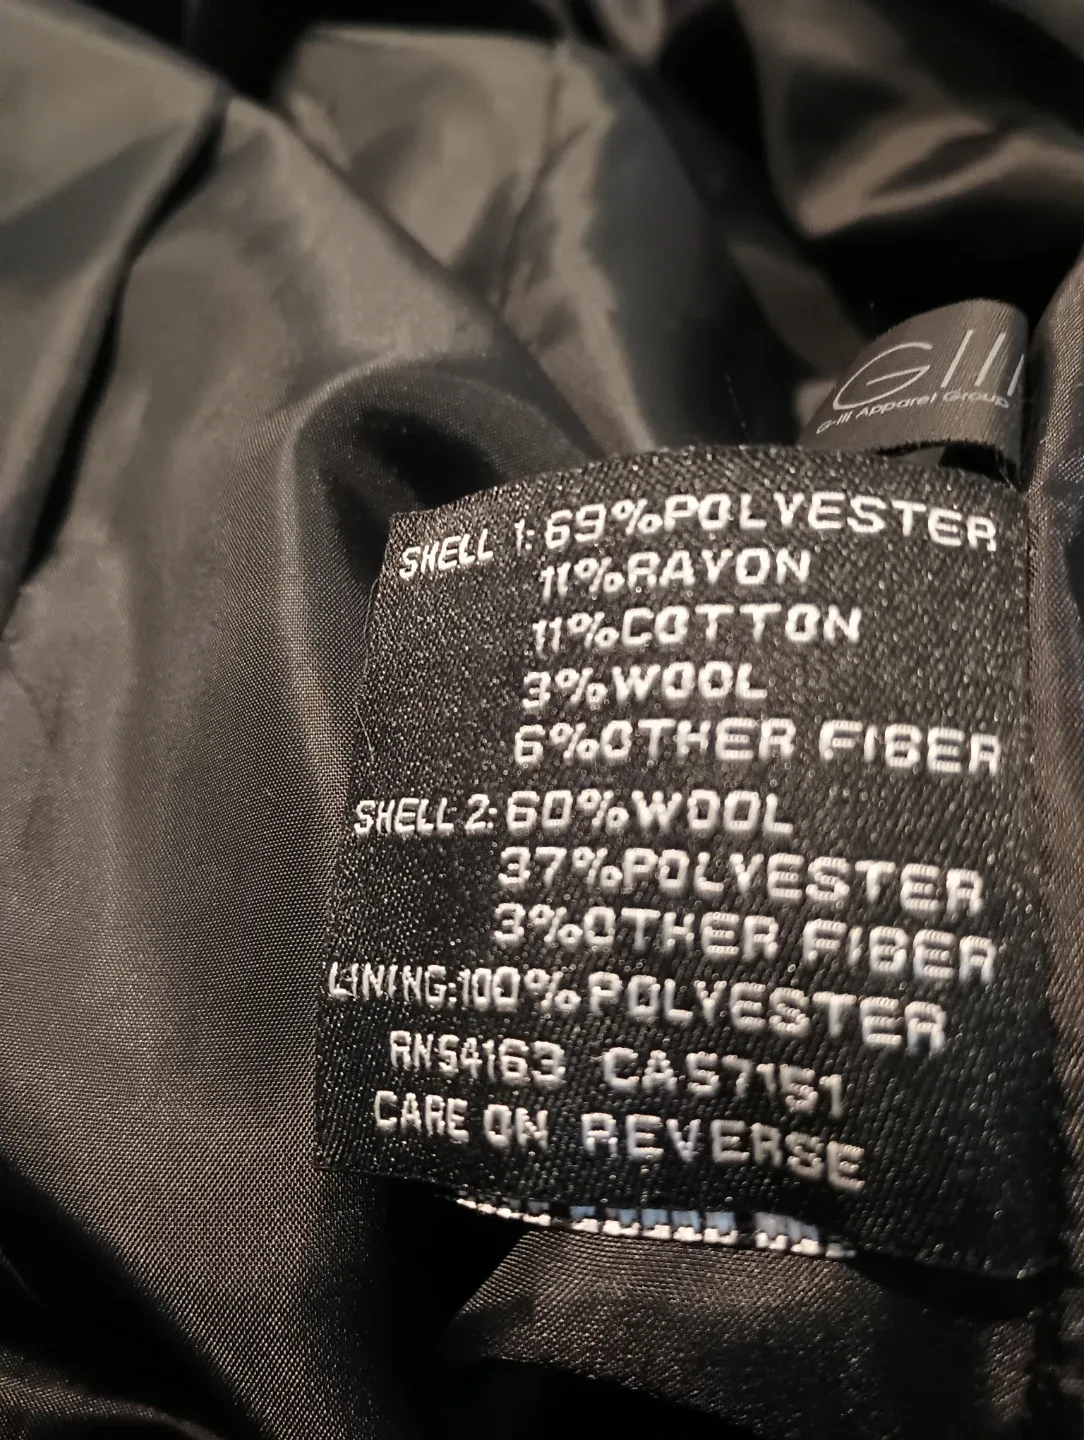 GIII
G-III Apparel Group
SHELL 1: 69%POLYESTER
11%RAYON
11%COTTON
3%WOOL
6%OTHER FIBER
SHELL 2: 60%WOOL
37%POLYESTER
3%OTHER FIBER
LINING:100%POLYESTER
RN54163 CA57151
CARE ON REVERSE